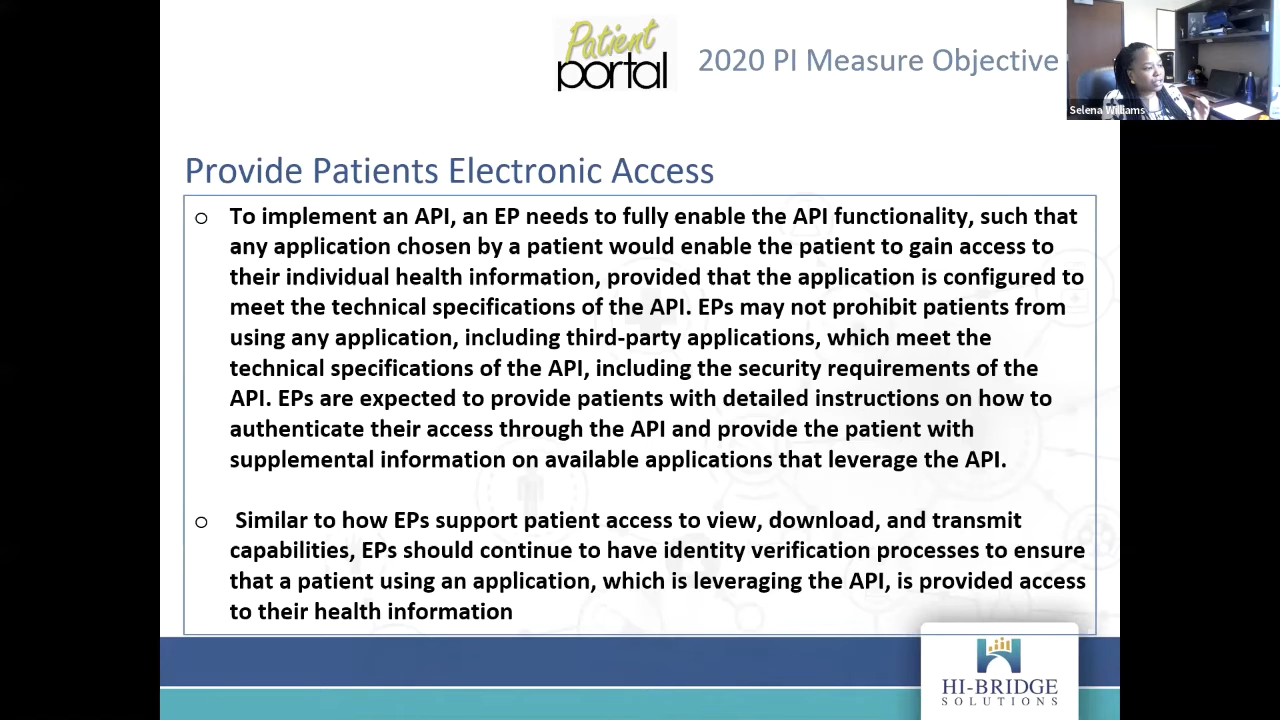 Patient
portal
2020 PI Measure Objective
Selena Williams
Provide Patients Electronic Access
o To implement an API, an EP needs to fully enable the API functionality, such that
any application chosen by a patient would enable the patient to gain access to
their individual health information, provided that the application is configured to
meet the technical specifications of the API. EPs may not prohibit patients from
using any application, including third-party applications, which meet the
technical specifications of the API, including the security requirements of the
API. EPs are expected to provide patients with detailed instructions on how to
authenticate their access through the API and provide the patient with
supplemental information on available applications that leverage the API.
o Similar to how EPs support patient access to view, download, and transmit
capabilities, EPs should continue to have identity verification processes to ensure
that a patient using an application, which is leveraging the API, is provided access
to their health information
HI-BRIDGE
SOLUTIONS